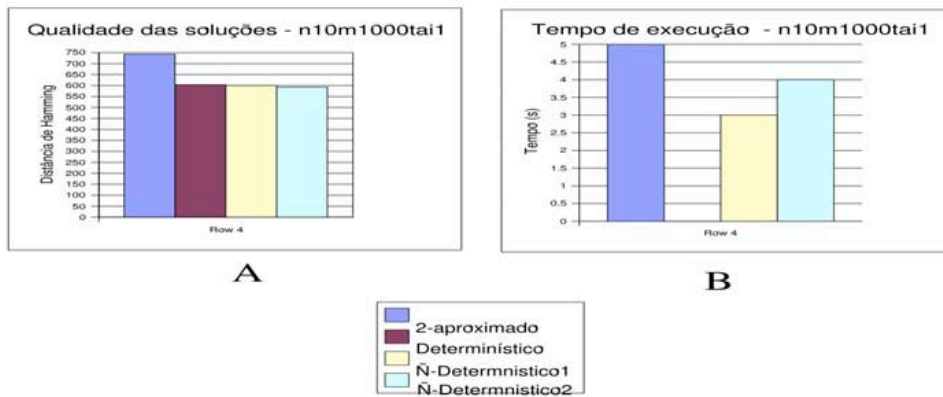 Qualidade das soluções - n10m1000tai1
Distância de Hamming
750
700
650
600
550
500
450
400
350
300
250
200
150
100
50
0
Row 4
A
Tempo de execução - n10m1000tai1
Tempo (s)
5
4.5
4
3.5
3
2.5
2
1.5
1
0.5
0
Row 4
B
2-aproximado
Determinístico
Ñ-Determnistico1
Ñ-Determnistico2